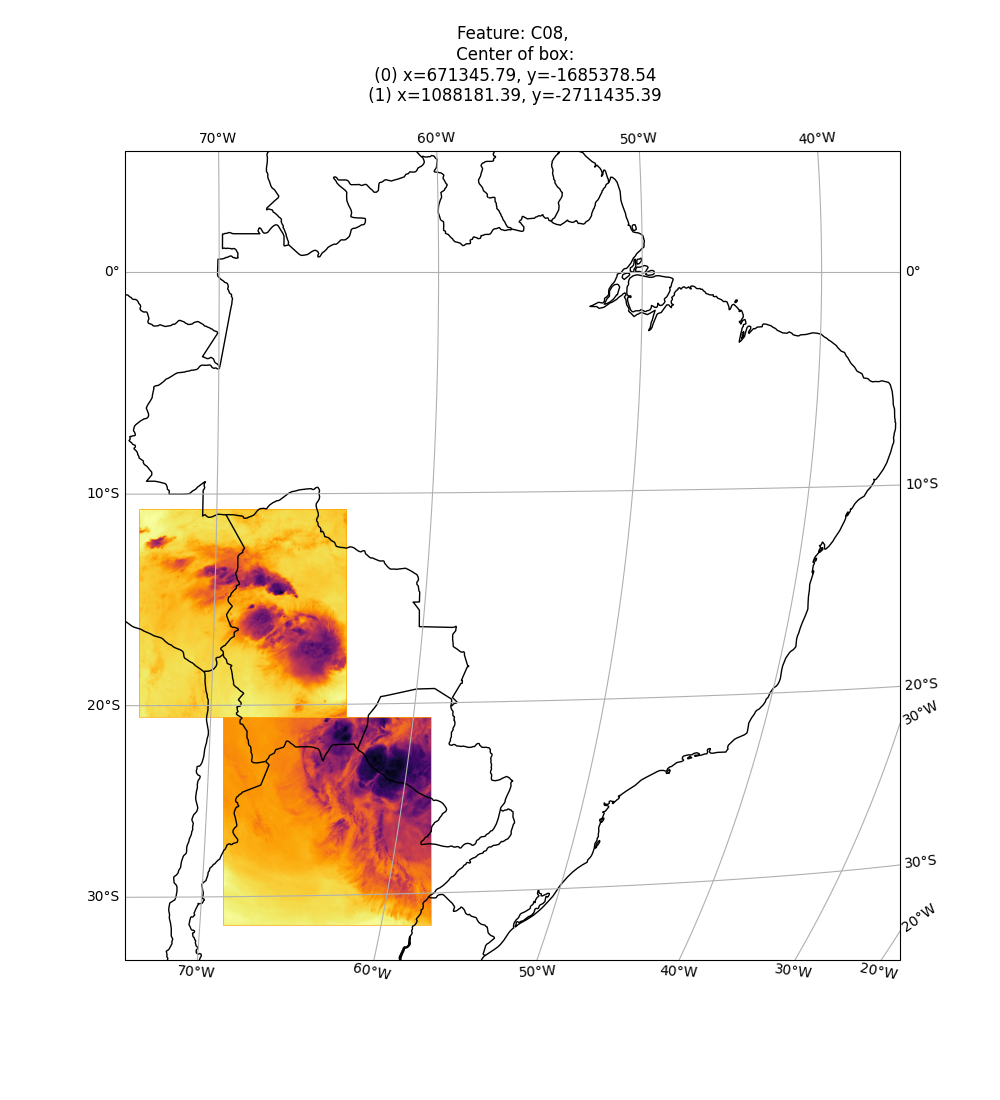 Feature: C08,
Center of box:
(0) x=671345.79, y=-1685378.54
(1) x=1088181.39, y=-2711435.39
70°W 60°W 50°W 40°W
0° 0°
10°S 10°S
20°S 20°S
30°W
30°S 30°S
20°W
70°W 60°W 50°W 40°W 30°W 20°W